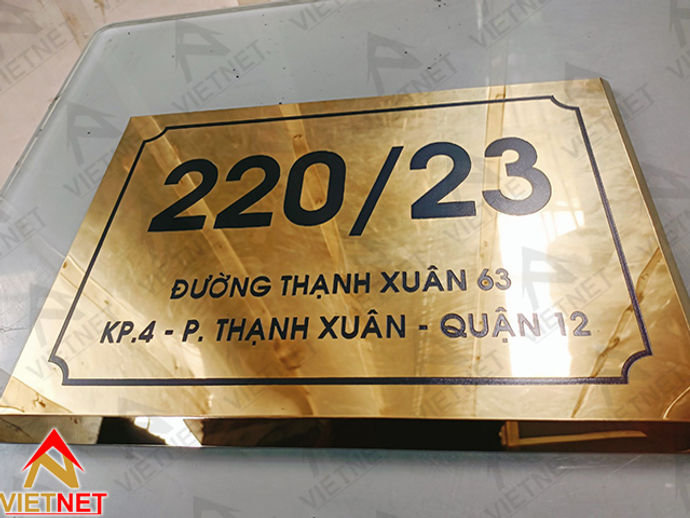 220/23
ĐƯỜNG THẠNH XUÂN 63
KP.4 - P. THẠNH XUÂN - QUẬN 12
VIETNET